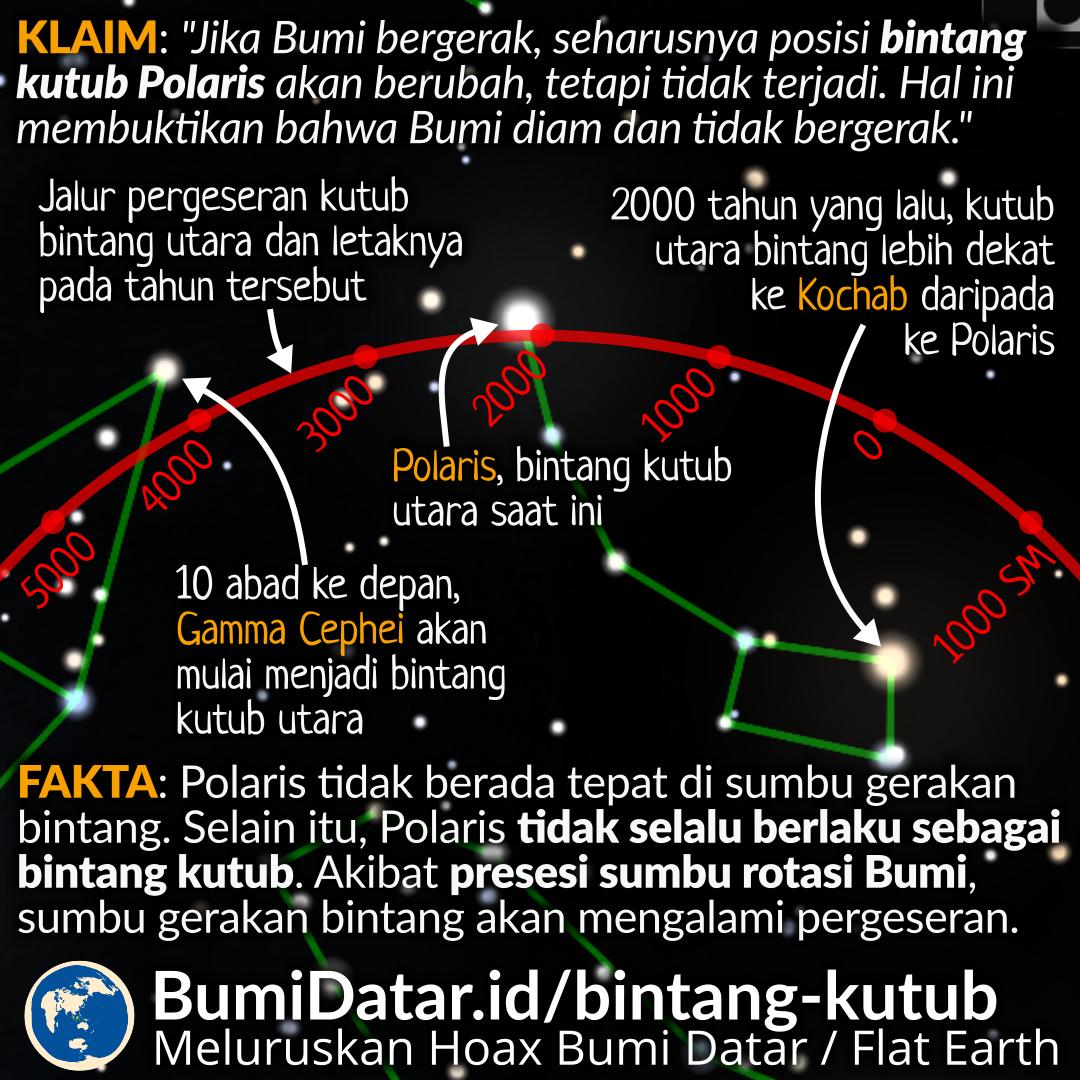 KLAIM: "Jika Bumi bergerak, seharusnya posisi bintang
kutub Polaris akan berubah, tetapi tidak terjadi. Hal ini
membuktikan bahwa Bumi diam dan tidak bergerak."
Jalur pergeseran kutub
bintang utara dan letaknya
pada tahun tersebut
2000 tahun yang lalu, kutub
utara bintang lebih dekat
ke Kochab daripada
ke Polaris
5000
4000
3000
2000
1000
0
1000 SM
Polaris, bintang kutub
utara saat ini
10 abad ke depan,
Gamma Cephei akan
mulai menjadi bintang
kutub utara
FAKTA: Polaris tidak berada tepat di sumbu gerakan
bintang. Selain itu, Polaris tidak selalu berlaku sebagai
bintang kutub. Akibat presesi sumbu rotasi Bumi,
sumbu gerakan bintang akan mengalami pergeseran.
BumiDatar.id/bintang-kutub
Meluruskan Hoax Bumi Datar / Flat Earth